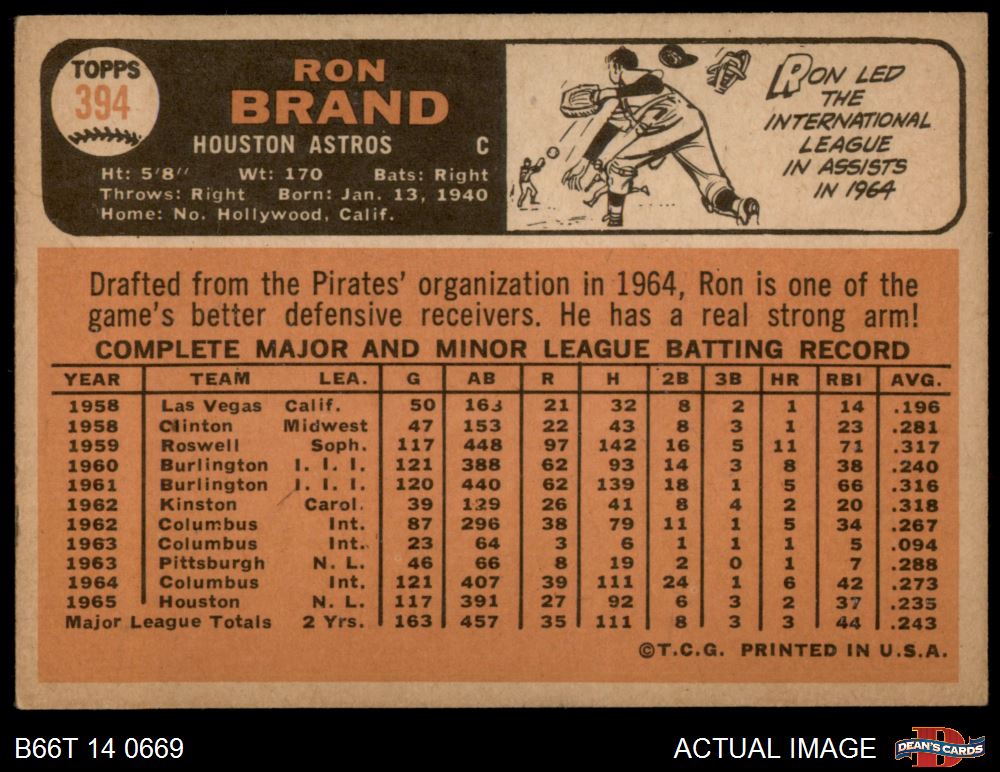 TOPPS
394
RON
BRAND
HOUSTON ASTROS C
Ht: 5'8" Wt: 170 Bats: Right
Throws: Right Born: Jan. 13, 1940
Home: No. Hollywood, Calif.
RON LED
THE
INTERNATIONAL
LEAGUE
IN ASSISTS
IN 1964
Drafted from the Pirates' organization in 1964, Ron is one of the
game's better defensive receivers. He has a real strong arm!
COMPLETE MAJOR AND MINOR LEAGUE BATTING RECORD
YEAR TEAM LEA. G AB R H 2B 3B HR RBI AVG.
1958 Las Vegas Calif. 50 163 21 32 8 2 1 14 .196
1958 Clinton Midwest 47 153 22 43 8 3 1 23 .281
1959 Roswell Soph. 117 448 97 142 16 5 11 71 .317
1960 Burlington I. I. I. 121 388 62 93 14 3 8 38 .240
1961 Burlington I. I. I. 120 440 62 139 18 1 5 66 .316
1962 Kinston Carol. 39 129 26 41 8 4 2 20 .318
1962 Columbus Int. 87 296 38 79 11 1 5 34 .267
1963 Columbus Int. 23 64 3 6 1 1 1 5 .094
1963 Pittsburgh N. L. 46 66 8 19 2 0 1 7 .288
1964 Columbus Int. 121 407 39 111 24 1 6 42 .273
1965 Houston N. L. 117 391 27 92 6 3 2 37 .235
Major League Totals 2 Yrs. 163 457 35 111 8 3 3 44 .243
©T.C.G. PRINTED IN U.S.A.
B66T 14 0669 ACTUAL IMAGE
D
DEAN'S CARDS